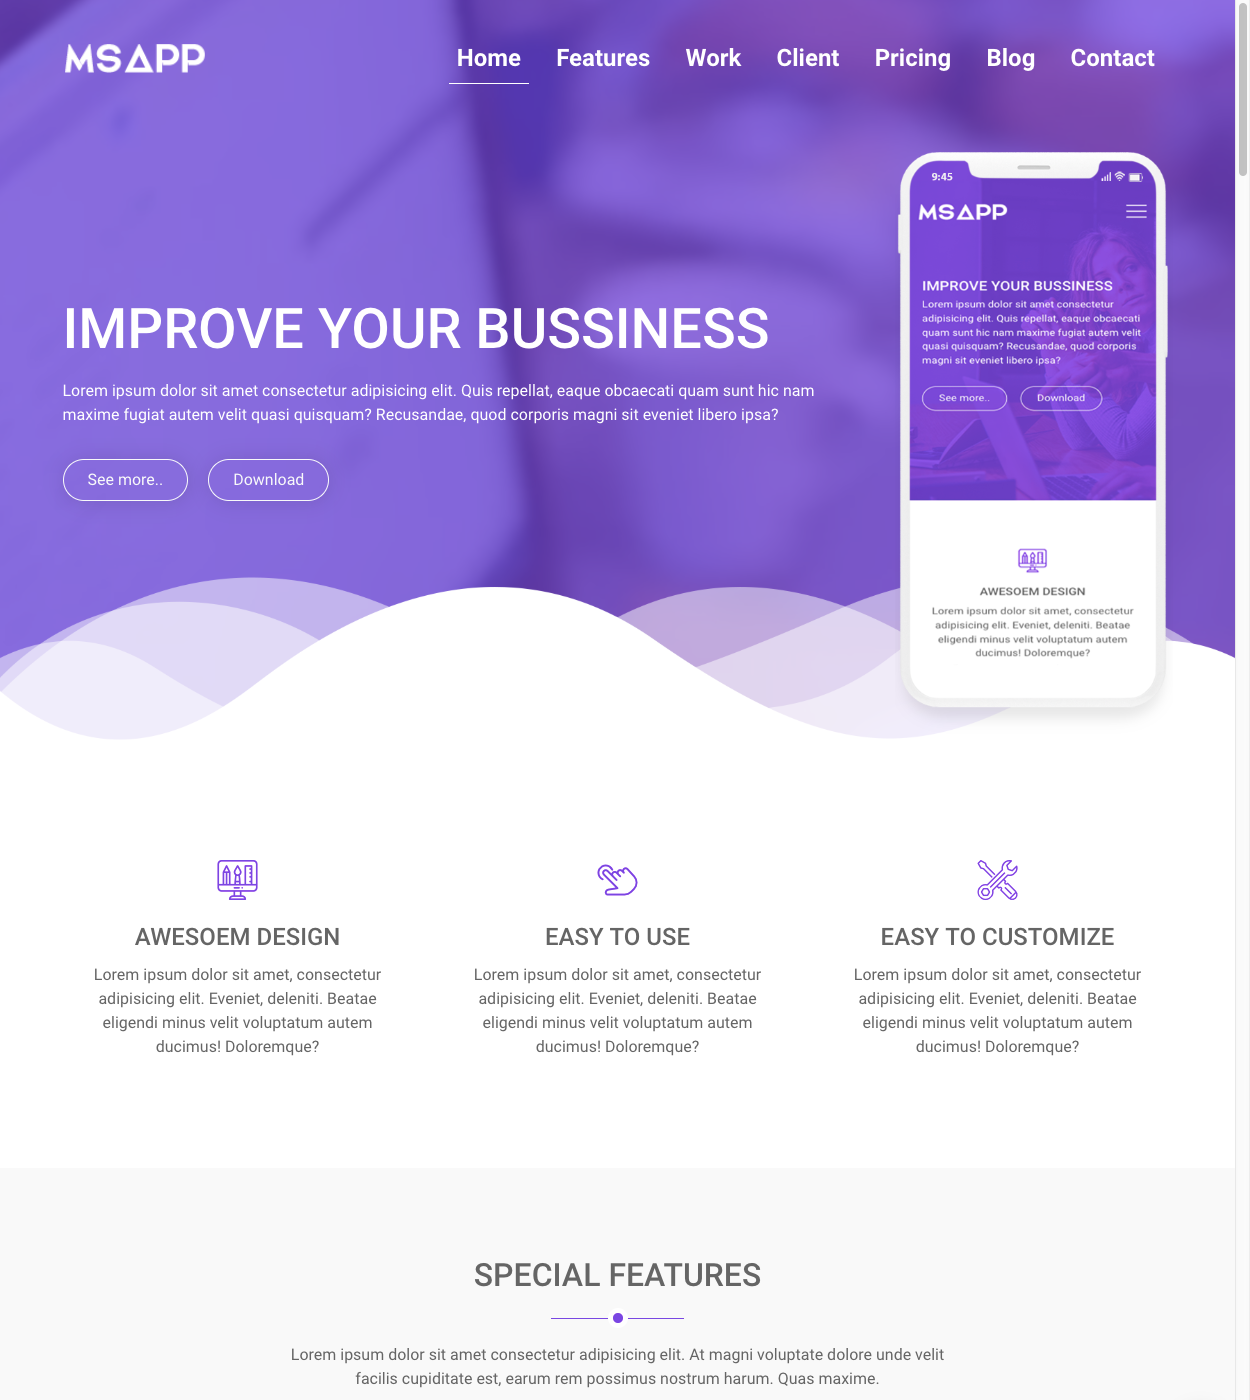 MSAPP
Home Features Work Client Pricing Blog Contact
9:45
MSAPP
IMPROVE YOUR BUSSINESS
Lorem ipsum dolor sit amet consectetur
adipisicing elit. Quis repellat, eaque obcaecati
quam sunt hic nam maxime fugiat autem velit
quasi quisquam? Recusandae, quod corporis
magni sit eveniet libero ipsa?
See more.. Download
AWESOEM DESIGN
Lorem ipsum dolor sit amet, consectetur
adipisicing elit. Eveniet, deleniti. Beatae
eligendi minus velit voluptatum autem
ducimus! Doloremque?
IMPROVE YOUR BUSSINESS
Lorem ipsum dolor sit amet consectetur adipisicing elit. Quis repellat, eaque obcaecati quam sunt hic nam
maxime fugiat autem velit quasi quisquam? Recusandae, quod corporis magni sit eveniet libero ipsa?
See more.. Download
AWESOEM DESIGN
Lorem ipsum dolor sit amet, consectetur
adipisicing elit. Eveniet, deleniti. Beatae
eligendi minus velit voluptatum autem
ducimus! Doloremque?
EASY TO USE
Lorem ipsum dolor sit amet, consectetur
adipisicing elit. Eveniet, deleniti. Beatae
eligendi minus velit voluptatum autem
ducimus! Doloremque?
EASY TO CUSTOMIZE
Lorem ipsum dolor sit amet, consectetur
adipisicing elit. Eveniet, deleniti. Beatae
eligendi minus velit voluptatum autem
ducimus! Doloremque?
SPECIAL FEATURES
Lorem ipsum dolor sit amet consectetur adipisicing elit. At magni voluptate dolore unde velit
facilis cupiditate est, earum rem possimus nostrum harum. Quas maxime.